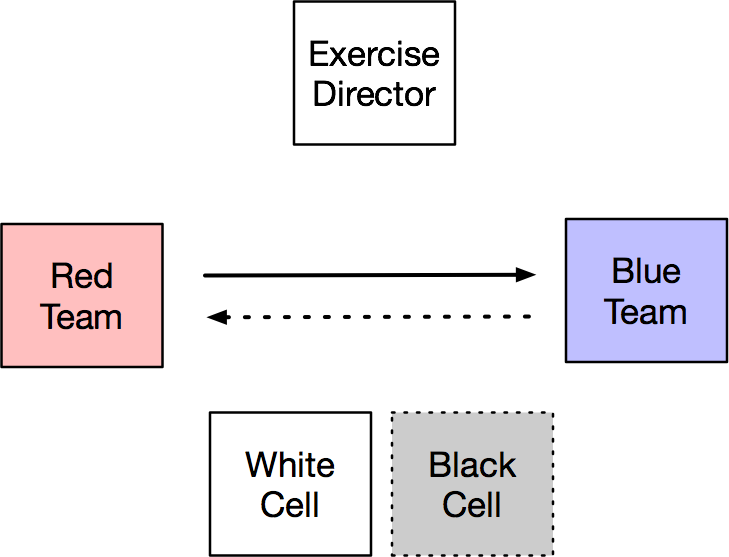 Exercise
Director
Red
Team
Blue
Team
White
Cell
Black
Cell